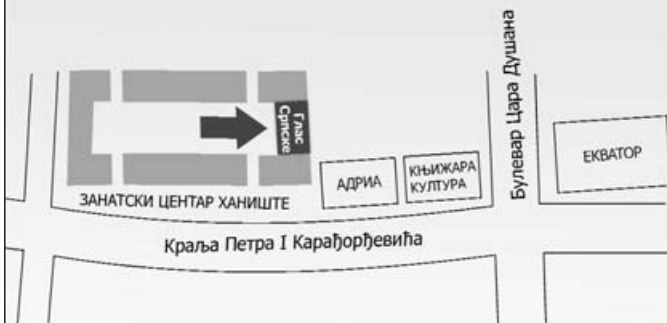 Булевар Цара Душана
Глас
Српске
ЕКВАТОР
АДРИА
КЊИЖАРА
КУЛТУРА
ЗАНАТСКИ ЦЕНТАР ХАНИШТЕ
Краља Петра I Карађорђевића